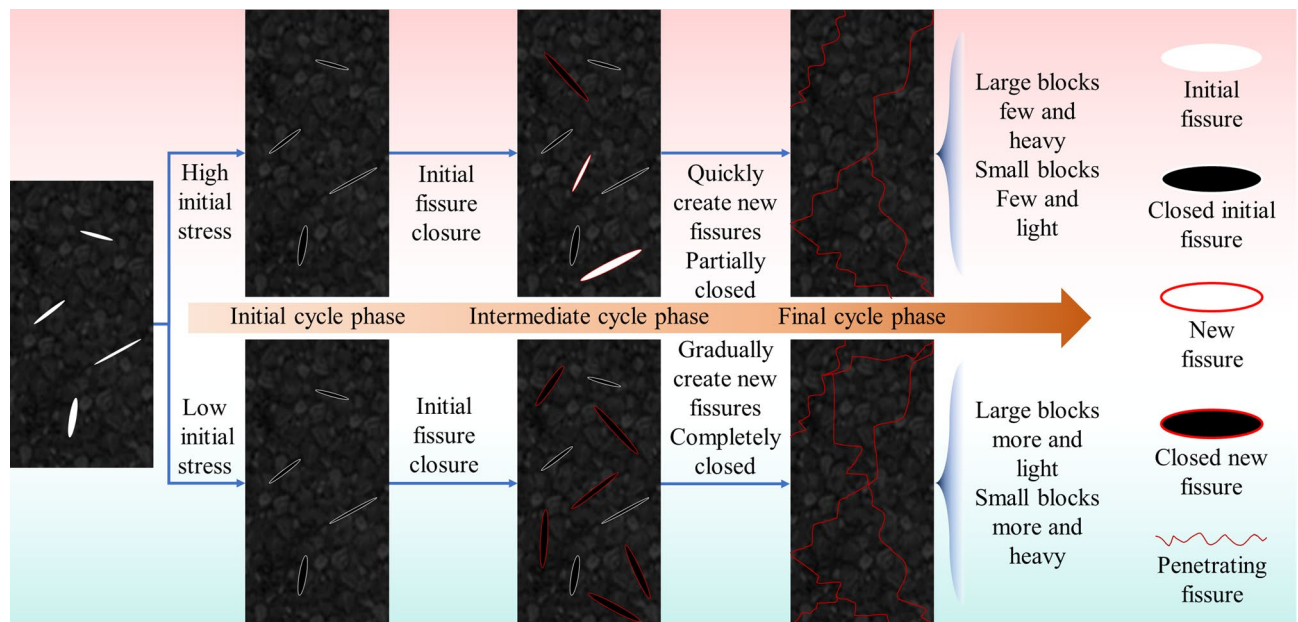 High
initial
stress
Initial
fissure
closure
Quickly
create new
fissures
Partially
closed
Large blocks
few and
heavy
Small blocks
Few and
light
Initial cycle phase
Intermediate cycle phase
Final cycle phase
Low
initial
stress
Initial
fissure
closure
Gradually
create new
fissures
Completely
closed
Large blocks
more and
light
Small blocks
more and
heavy
Initial
fissure
Closed initial
fissure
New
fissure
Closed new
fissure
Penetrating
fissure